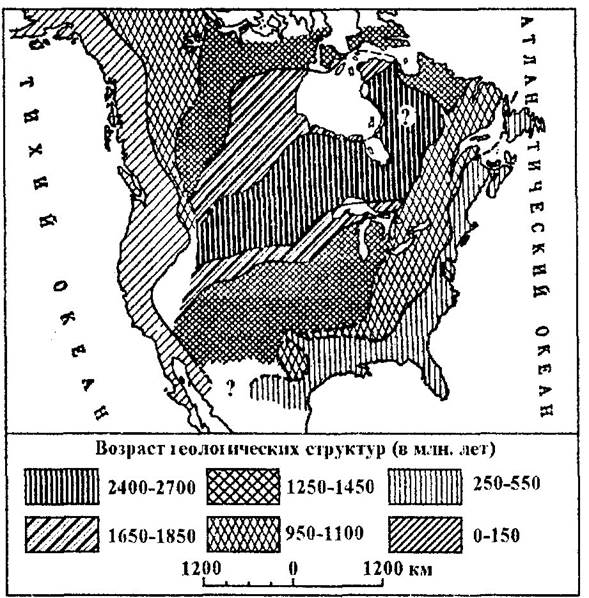 ТИХИЙ ОКЕАН
АТЛАНТИЧЕСКИЙ ОКЕАН
?
?
Возраст геологических структур (в млн. лет)
2400-2700
1250-1450
250-550
1650-1850
950-1100
0-150
1200 0 1200 км